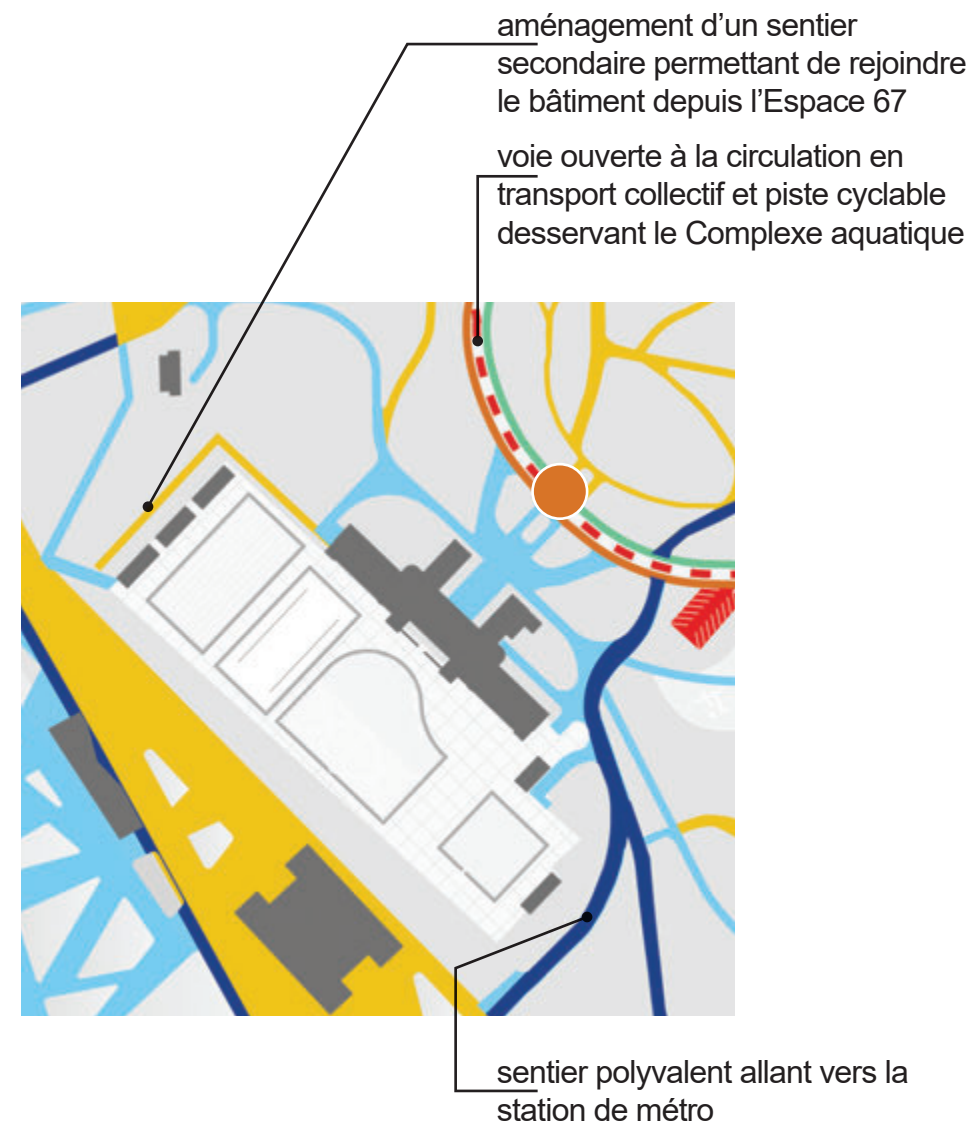 aménagement d’un sentier
secondaire permettant de rejoindre
le bâtiment depuis l’Espace 67
voie ouverte à la circulation en
transport collectif et piste cyclable
desservant le Complexe aquatique
sentier polyvalent allant vers la
station de métro